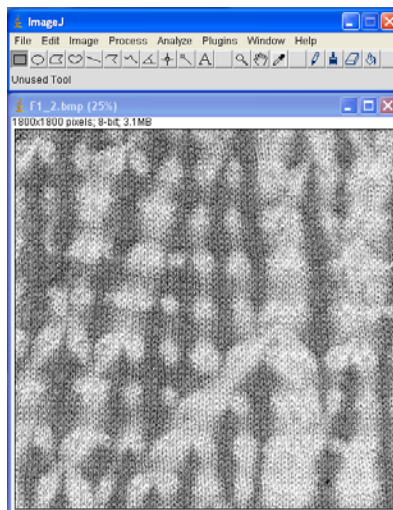 ImageJ
File Edit Image Process Analyze Plugins Window Help
A
Unused Tool
F1_2.bmp (25%)
1800x1800 pixels; 8-bit; 3.1MB